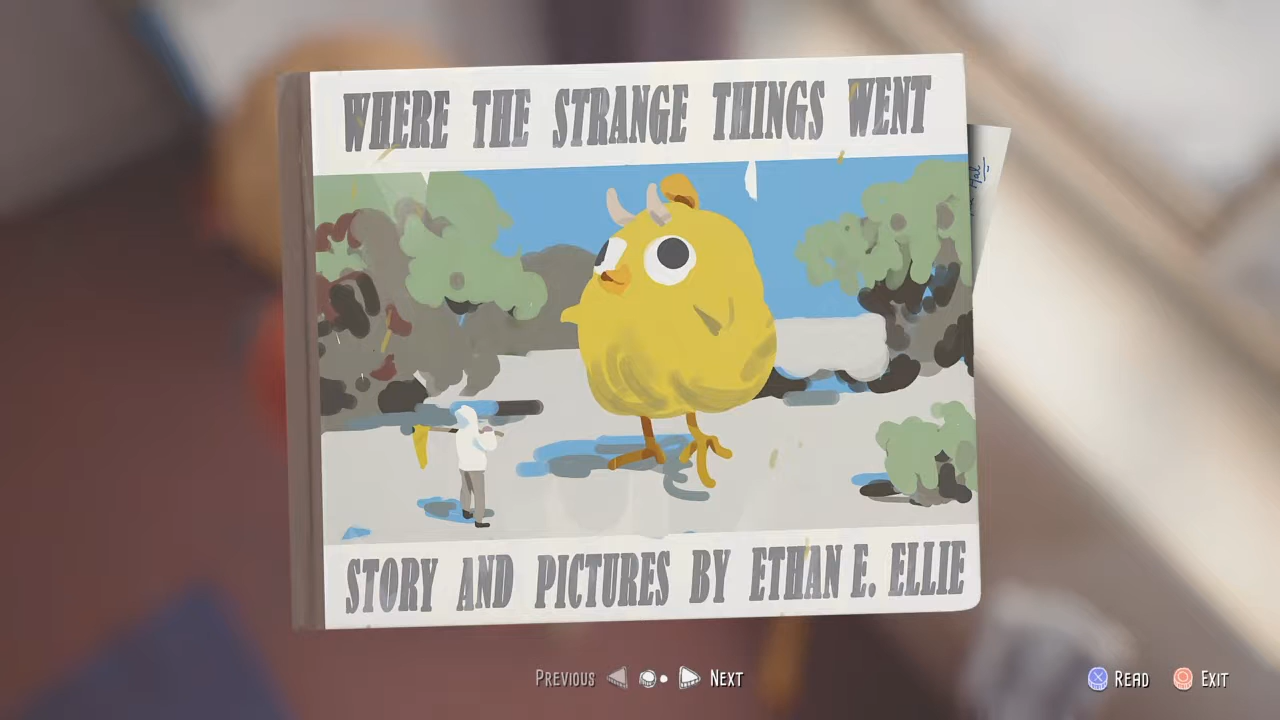 WHERE THE STRANGE THINGS WENT
STORY AND PICTURES BY ETHAN E. ELLIE
PREVIOUS NEXT
READ EXIT